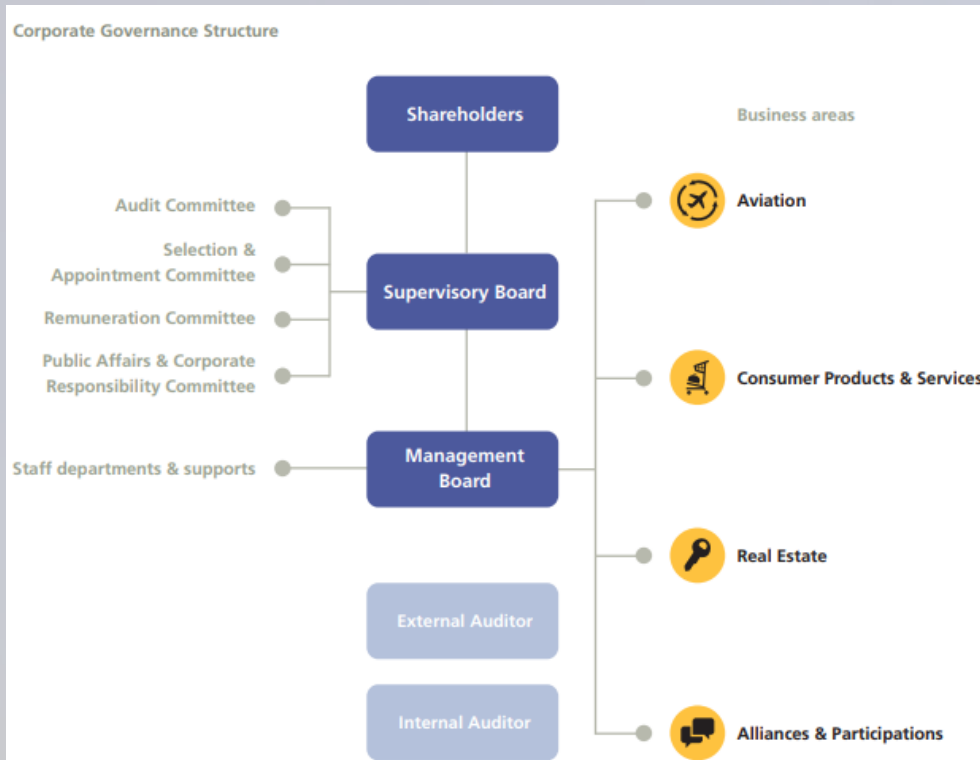 Corporate Governance Structure
Shareholders
Business areas
Audit Committee
Selection &
Appointment Committee
Remuneration Committee
Public Affairs & Corporate
Responsibility Committee
Supervisory Board
Staff departments & supports
Management
Board
External Auditor
Internal Auditor
Aviation
Consumer Products & Services
Real Estate
Alliances & Participations